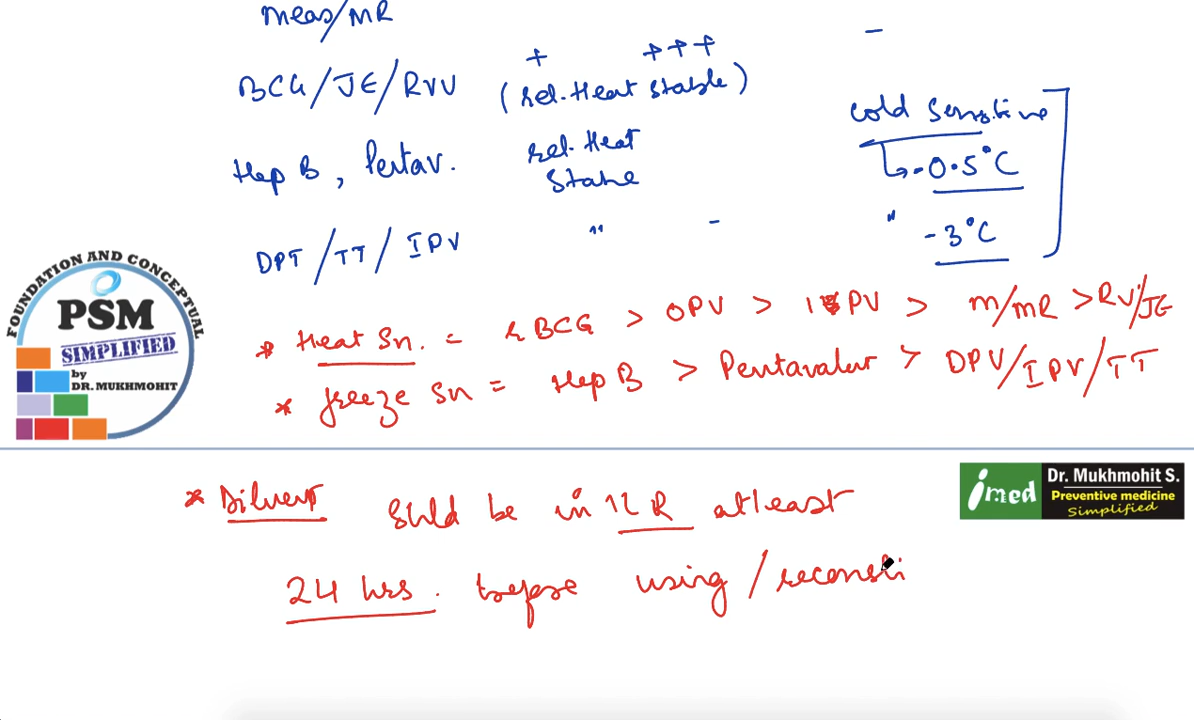 meas/MR
+ +++ -
BCG/JE/RVV (rel. Heat stable)
cold sensitive
Hep B, Pentav. rel. Heat stable
-0.5°C
DPT/TT/IPV " - " -3°C
FOUNDATION AND CONCEPTUAL
PSM
SIMPLIFIED
by
DR. MUKHMOHIT
* Heat Sn. = BCG > OPV > IPV > M/MR > RV/JE
* freeze Sn = Hep B > Pentavalent > DPV/IPV/TT
imed
Dr. Mukhmohit S.
Preventive medicine
Simplified
* Diluent shld be in ILR atleast
24 hrs. before using/reconsti